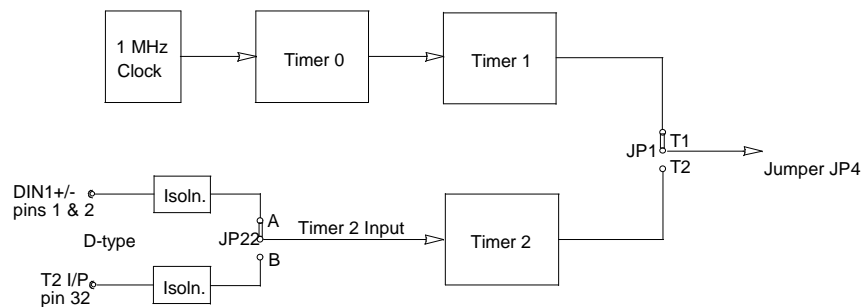 1 MHz
Clock
Timer 0
Timer 1
T1
JP1
T2
Jumper JP4
DIN1+/-
pins 1 & 2
Isoln.
A
Timer 2 Input
JP22
D-type
B
Timer 2
T2 I/P
pin 32
Isoln.